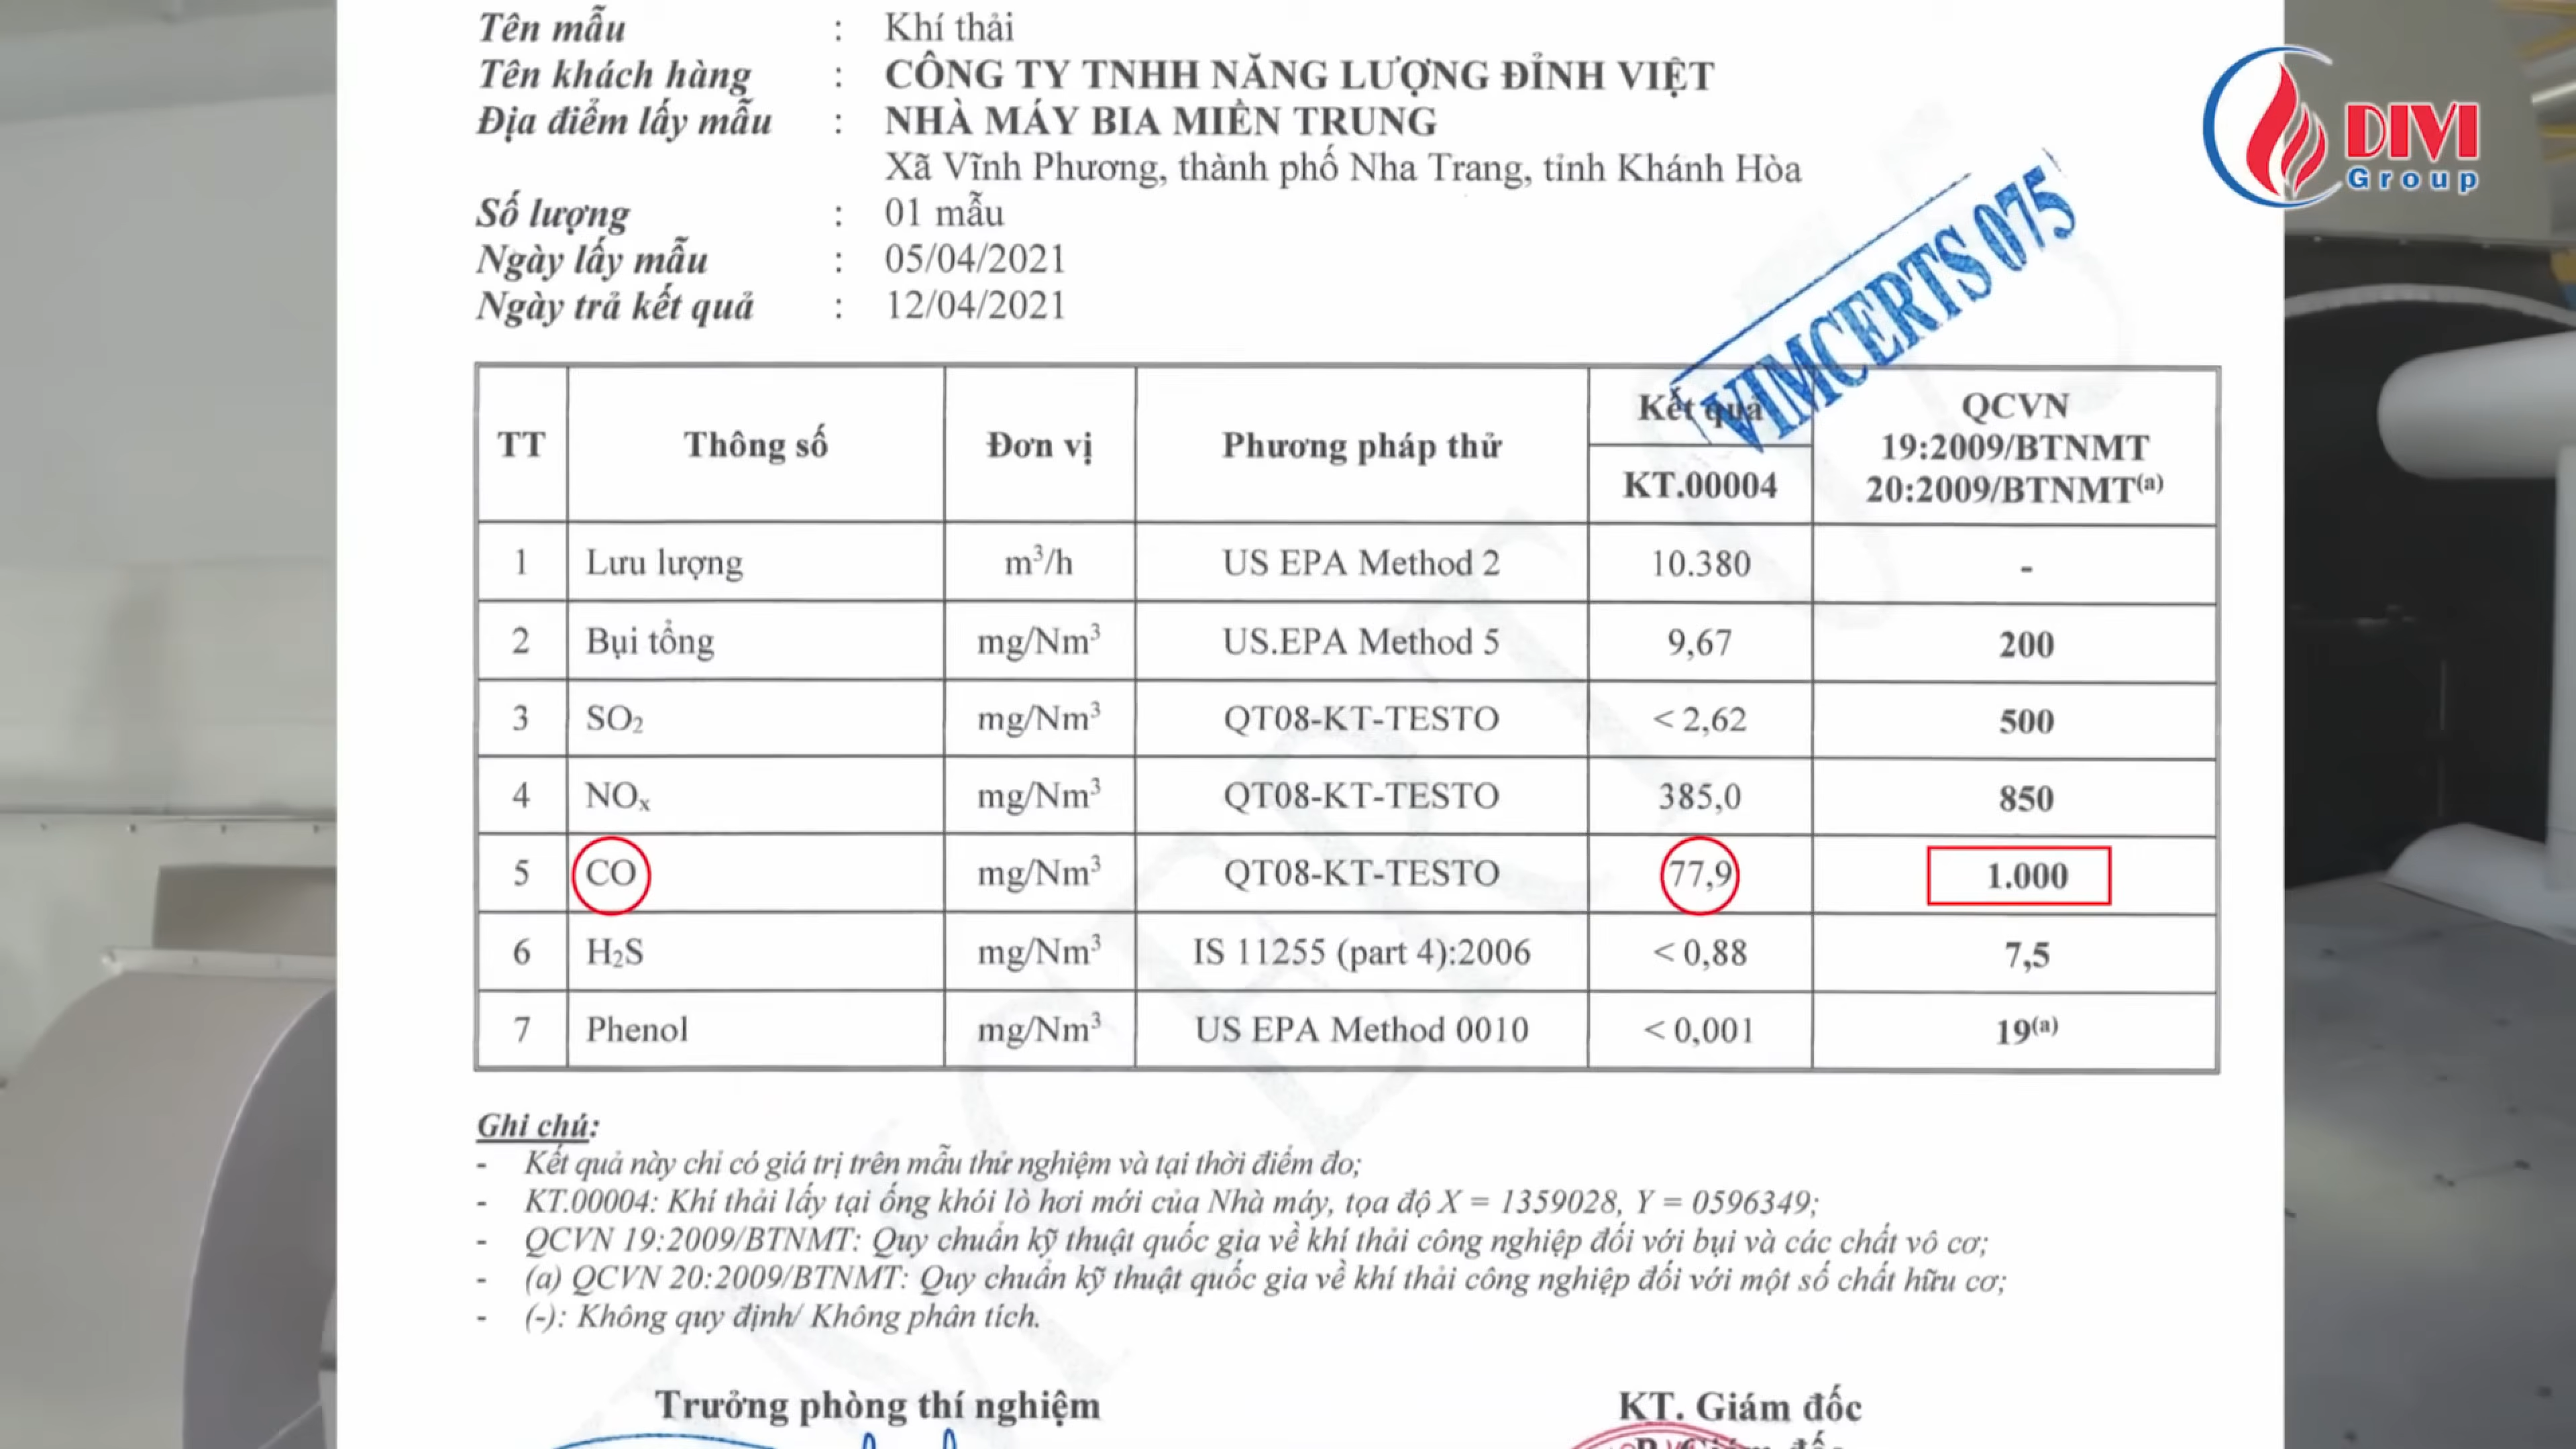 Tên mẫu : Khí thải
Tên khách hàng : CÔNG TY TNHH NĂNG LƯỢNG ĐỈNH VIỆT
Địa điểm lấy mẫu : NHÀ MÁY BIA MIỀN TRUNG
Xã Vĩnh Phương, thành phố Nha Trang, tỉnh Khánh Hòa
Số lượng : 01 mẫu
Ngày lấy mẫu : 05/04/2021
Ngày trả kết quả : 12/04/2021
DIVI
Group
VIMCERTS 075
TT Thông số Đơn vị Phương pháp thử Kết quả KT.00004 QCVN 19:2009/BTNMT 20:2009/BTNMT(a)
1 Lưu lượng m³/h US EPA Method 2 10.380 -
2 Bụi tổng mg/Nm³ US.EPA Method 5 9,67 200
3 SO₂ mg/Nm³ QT08-KT-TESTO < 2,62 500
4 NOₓ mg/Nm³ QT08-KT-TESTO 385,0 850
5 CO mg/Nm³ QT08-KT-TESTO 77,9 1.000
6 H₂S mg/Nm³ IS 11255 (part 4):2006 < 0,88 7,5
7 Phenol mg/Nm³ US EPA Method 0010 < 0,001 19(a)
Ghi chú:
- Kết quả này chỉ có giá trị trên mẫu thử nghiệm và tại thời điểm đo;
- KT.00004: Khí thải lấy tại ống khói lò hơi mới của Nhà máy, tọa độ X = 1359028, Y = 0596349;
- QCVN 19:2009/BTNMT: Quy chuẩn kỹ thuật quốc gia về khí thải công nghiệp đối với bụi và các chất vô cơ;
- (a) QCVN 20:2009/BTNMT: Quy chuẩn kỹ thuật quốc gia về khí thải công nghiệp đối với một số chất hữu cơ;
- (-): Không quy định/ Không phân tích.
Trưởng phòng thí nghiệm KT. Giám đốc